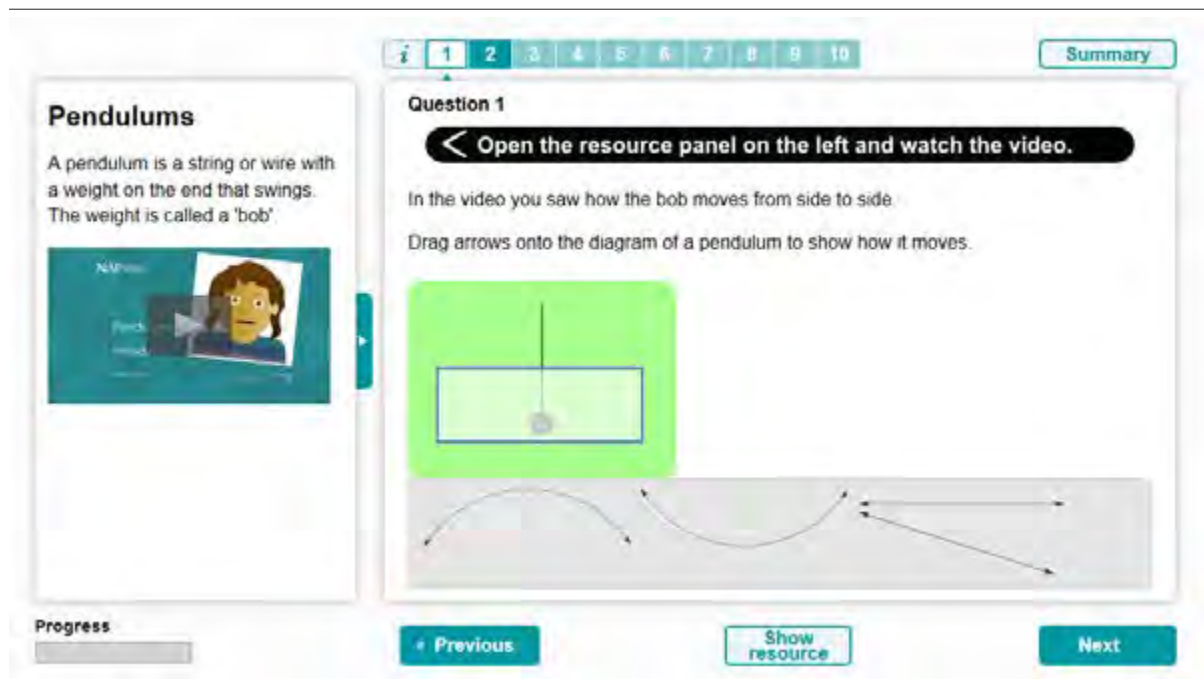 i 1 2 3 4 5 6 7 8 9 10
Summary
Pendulums
A pendulum is a string or wire with
a weight on the end that swings.
The weight is called a 'bob'
Question 1
Open the resource panel on the left and watch the video.
In the video you saw how the bob moves from side to side
Drag arrows onto the diagram of a pendulum to show how it moves.
Progress
Previous
Show
resource
Next